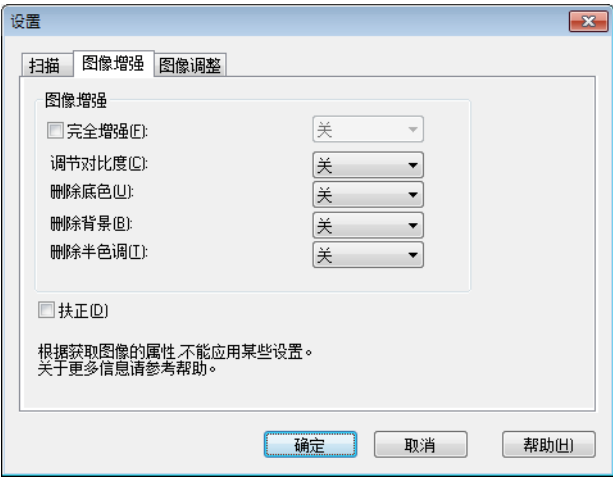 设置
扫描 图像增强 图像调整
图像增强
完全增强(F): 关
调节对比度(C): 关
删除底色(U): 关
删除背景(B): 关
删除半色调(T): 关
扶正(D)
根据获取图像的属性,不能应用某些设置。
关于更多信息请参考帮助。
确定 取消 帮助(H)